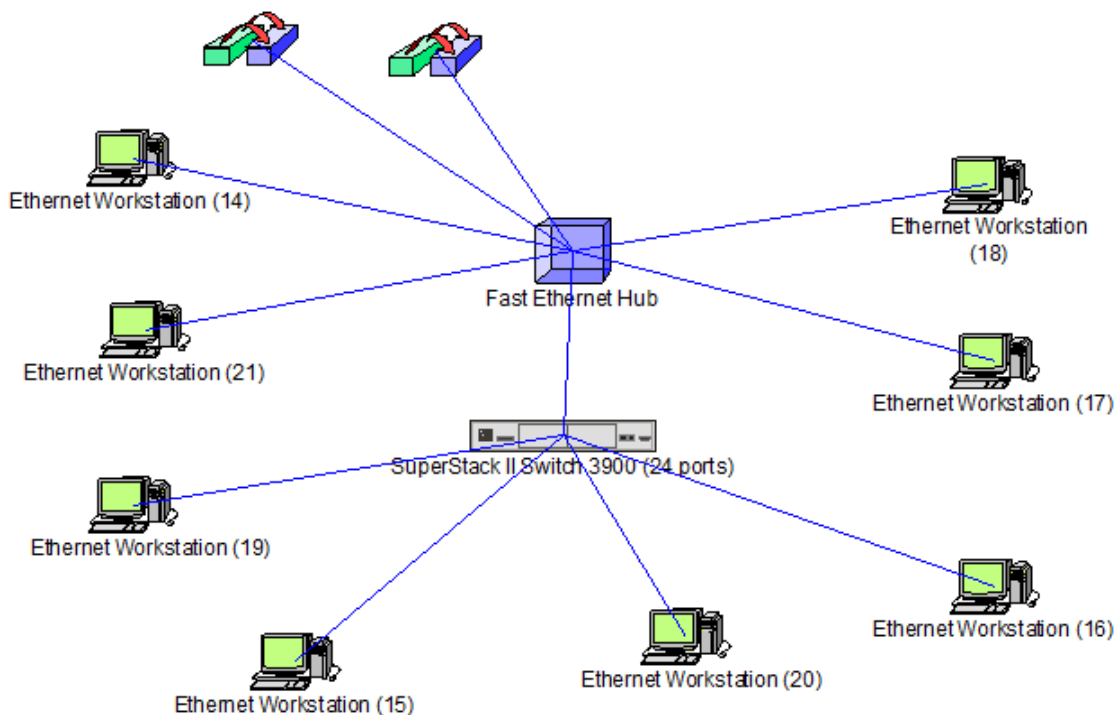 Ethernet Workstation (14)
Ethernet Workstation
(18)
Fast Ethernet Hub
Ethernet Workstation (21)
Ethernet Workstation (17)
SuperStack II Switch 3900 (24 ports)
Ethernet Workstation (19)
Ethernet Workstation (16)
Ethernet Workstation (20)
Ethernet Workstation (15)